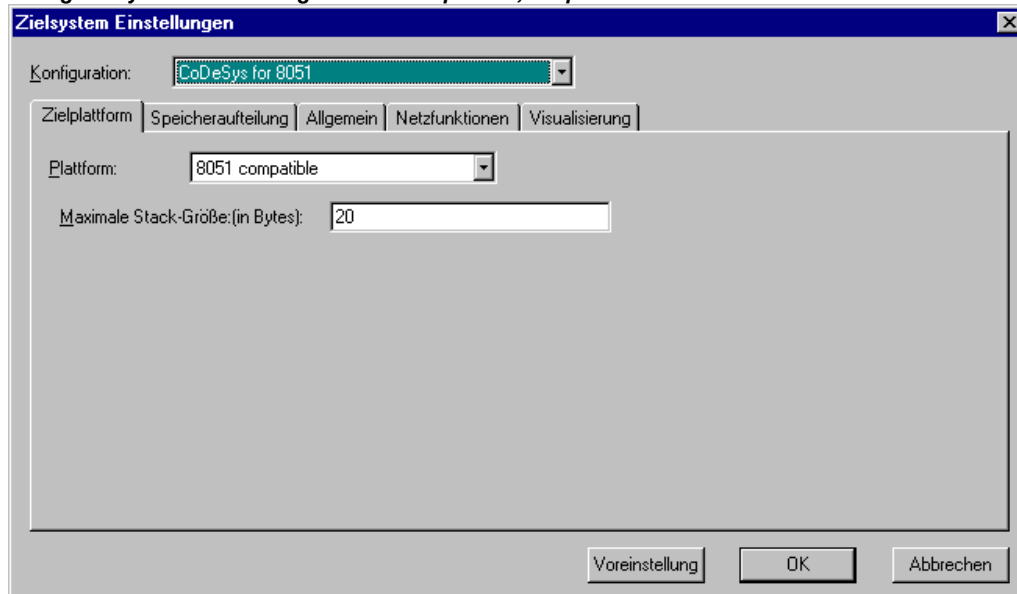 Zielsystem Einstellungen
Konfiguration: CoDeSys for 8051
Zielplattform Speicheraufteilung Allgemein Netzfunktionen Visualisierung
Plattform: 8051 compatible
Maximale Stack-Größe:(in Bytes): 20
Voreinstellung OK Abbrechen